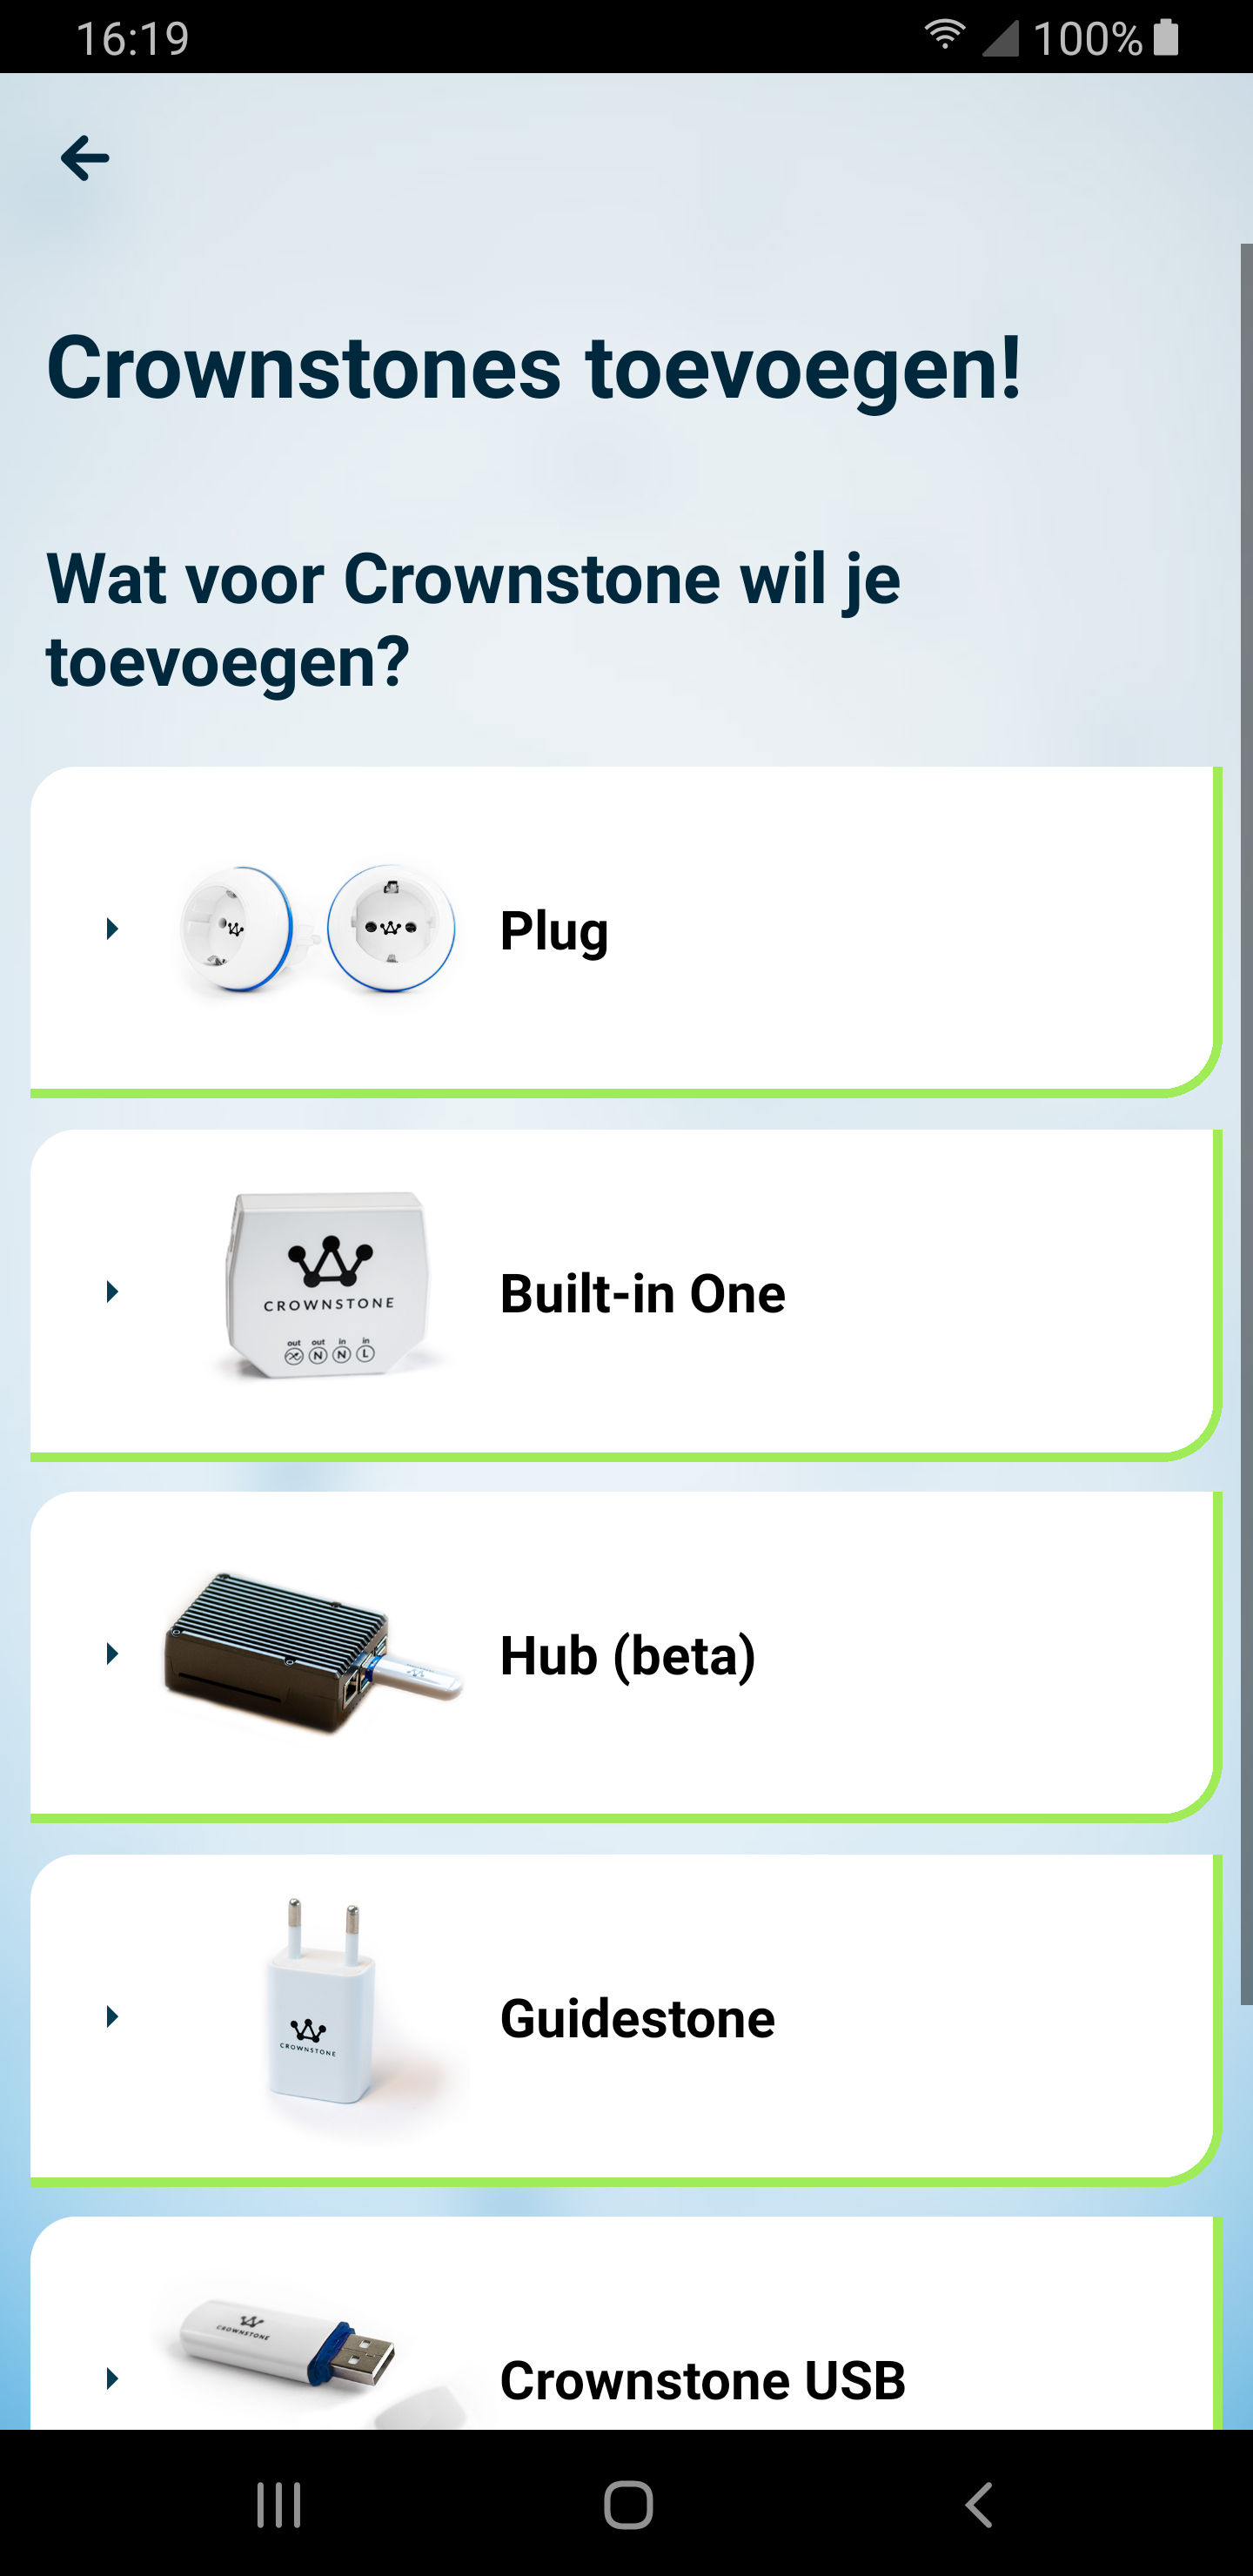 16:19
100%
Crownstones toevoegen!
Wat voor Crownstone wil je
toevoegen?
Plug
CROWNSTONE
out out in in
N N L
Built-in One
Hub (beta)
CROWNSTONE
Guidestone
CROWNSTONE
Crownstone USB